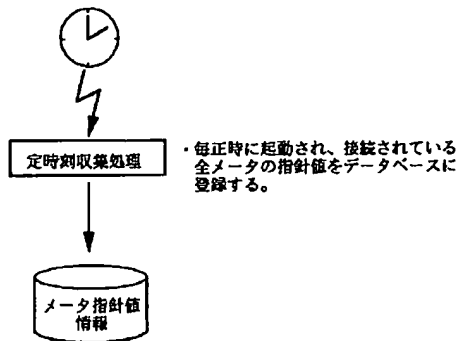 定時刻収集処理
・毎正時に起動され、接続されている
全メータの指針値をデータベースに
登録する。
メータ指針値
情報